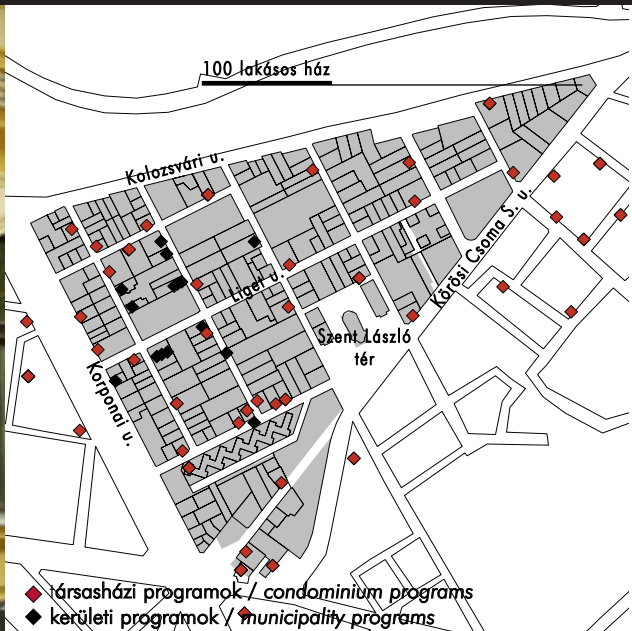 100 lakásos ház
Kolozsvári u.
Liget u.
Kőrösi Csoma S. u.
Szent László
tér
Korponai u.
társasházi programok / condominium programs
kerületi programok / municipality programs